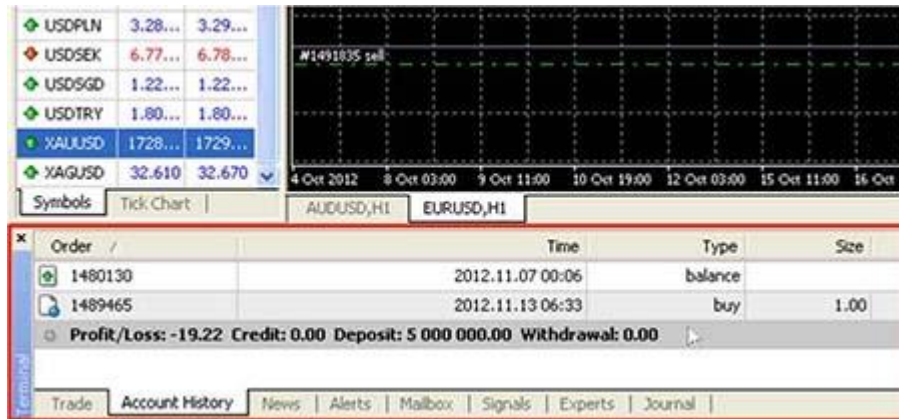 USDPLN 3.28... 3.29...
USDSEK 6.77... 6.78...
USDSGD 1.22... 1.22...
USDTRY 1.80... 1.80...
XAUUSD 1728... 1729...
XAGUSD 32.610 32.670
Symbols Tick Chart
#1491835 sell
4 Oct 2012 8 Oct 03:00 9 Oct 11:00 10 Oct 19:00 12 Oct 03:00 15 Oct 11:00 16 Oct
AUDUSD,H1 EURUSD,H1
Order / Time Type Size
1480130 2012.11.07 00:06 balance
1489465 2012.11.13 06:33 buy 1.00
Profit/Loss: -19.22 Credit: 0.00 Deposit: 5 000 000.00 Withdrawal: 0.00
Terminal
Trade Account History News Alerts Mailbox Signals Experts Journal